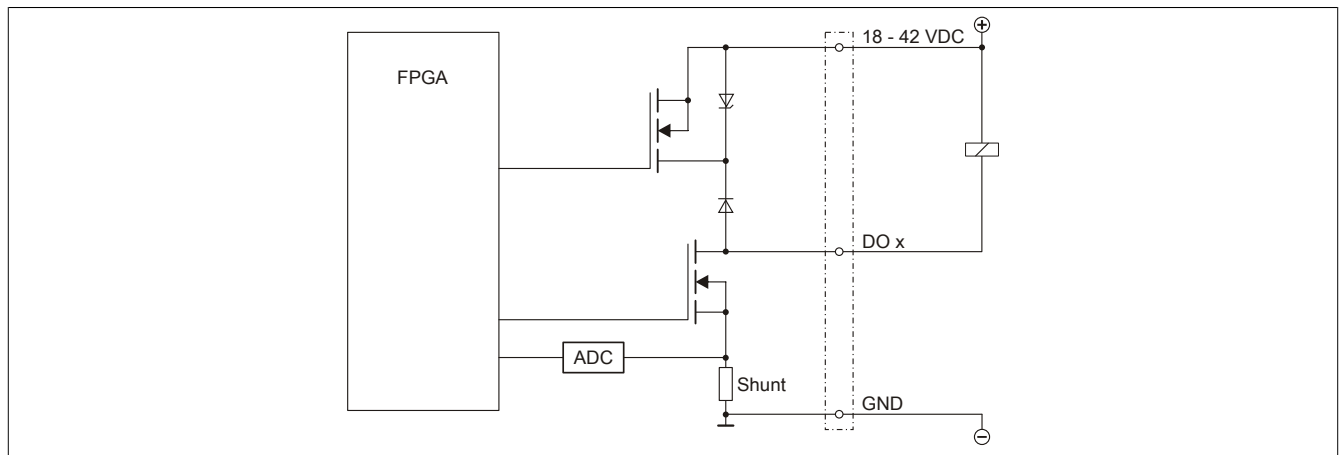 18 - 42 VDC
FPGA
DO x
ADC
Shunt
GND